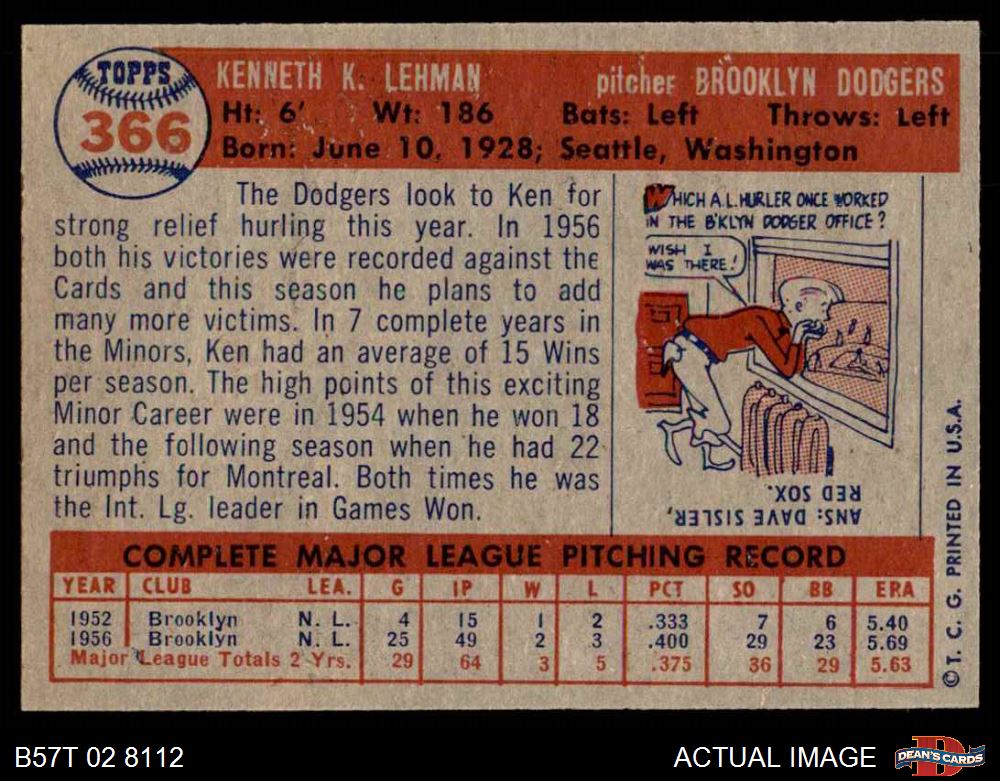 TOPPS
366
KENNETH K. LEHMAN pitcher BROOKLYN DODGERS
Ht: 6' Wt: 186 Bats: Left Throws: Left
Born: June 10, 1928; Seattle, Washington
The Dodgers look to Ken for
strong relief hurling this year. In 1956
both his victories were recorded against the
Cards and this season he plans to add
many more victims. In 7 complete years in
the Minors, Ken had an average of 15 Wins
per season. The high points of this exciting
Minor Career were in 1954 when he won 18
and the following season when he had 22
triumphs for Montreal. Both times he was
the Int. Lg. leader in Games Won.
WHICH A.L. HURLER ONCE WORKED
IN THE B'KLYN DODGER OFFICE?
WISH I
WAS THERE!
ANS: DAVE SISLER,
RED SOX.
COMPLETE MAJOR LEAGUE PITCHING RECORD
YEAR CLUB LEA. G IP W L PCT SO BB ERA
1952 Brooklyn N. L. 4 15 1 2 .333 7 6 5.40
1956 Brooklyn N. L. 25 49 2 3 .400 29 23 5.69
Major League Totals 2 Yrs. 29 64 3 5 .375 36 29 5.63
© T. C. G. PRINTED IN U.S.A.
B57T 02 8112
ACTUAL IMAGE
DEAN'S CARDS